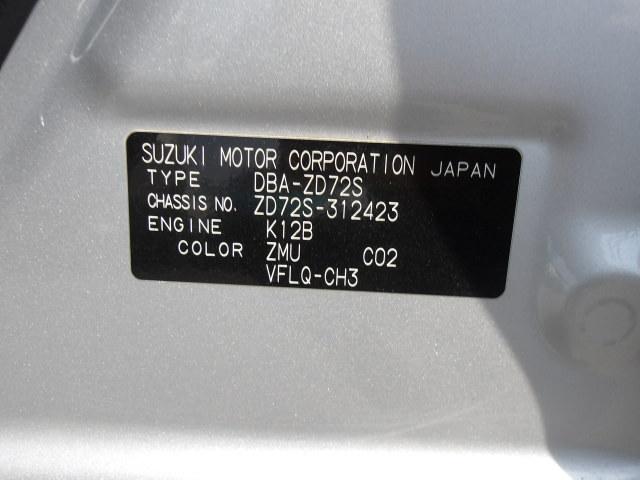 SUZUKI MOTOR CORPORATION JAPAN
TYPE DBA-ZD72S
CHASSIS NO. ZD72S-312423
ENGINE K12B
COLOR ZMU C02
VFLQ-CH3